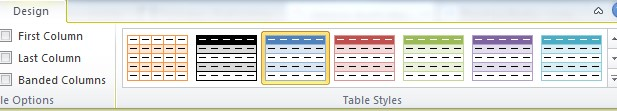 Design
First Column
Last Column
Banded Columns
le Options
Table Styles